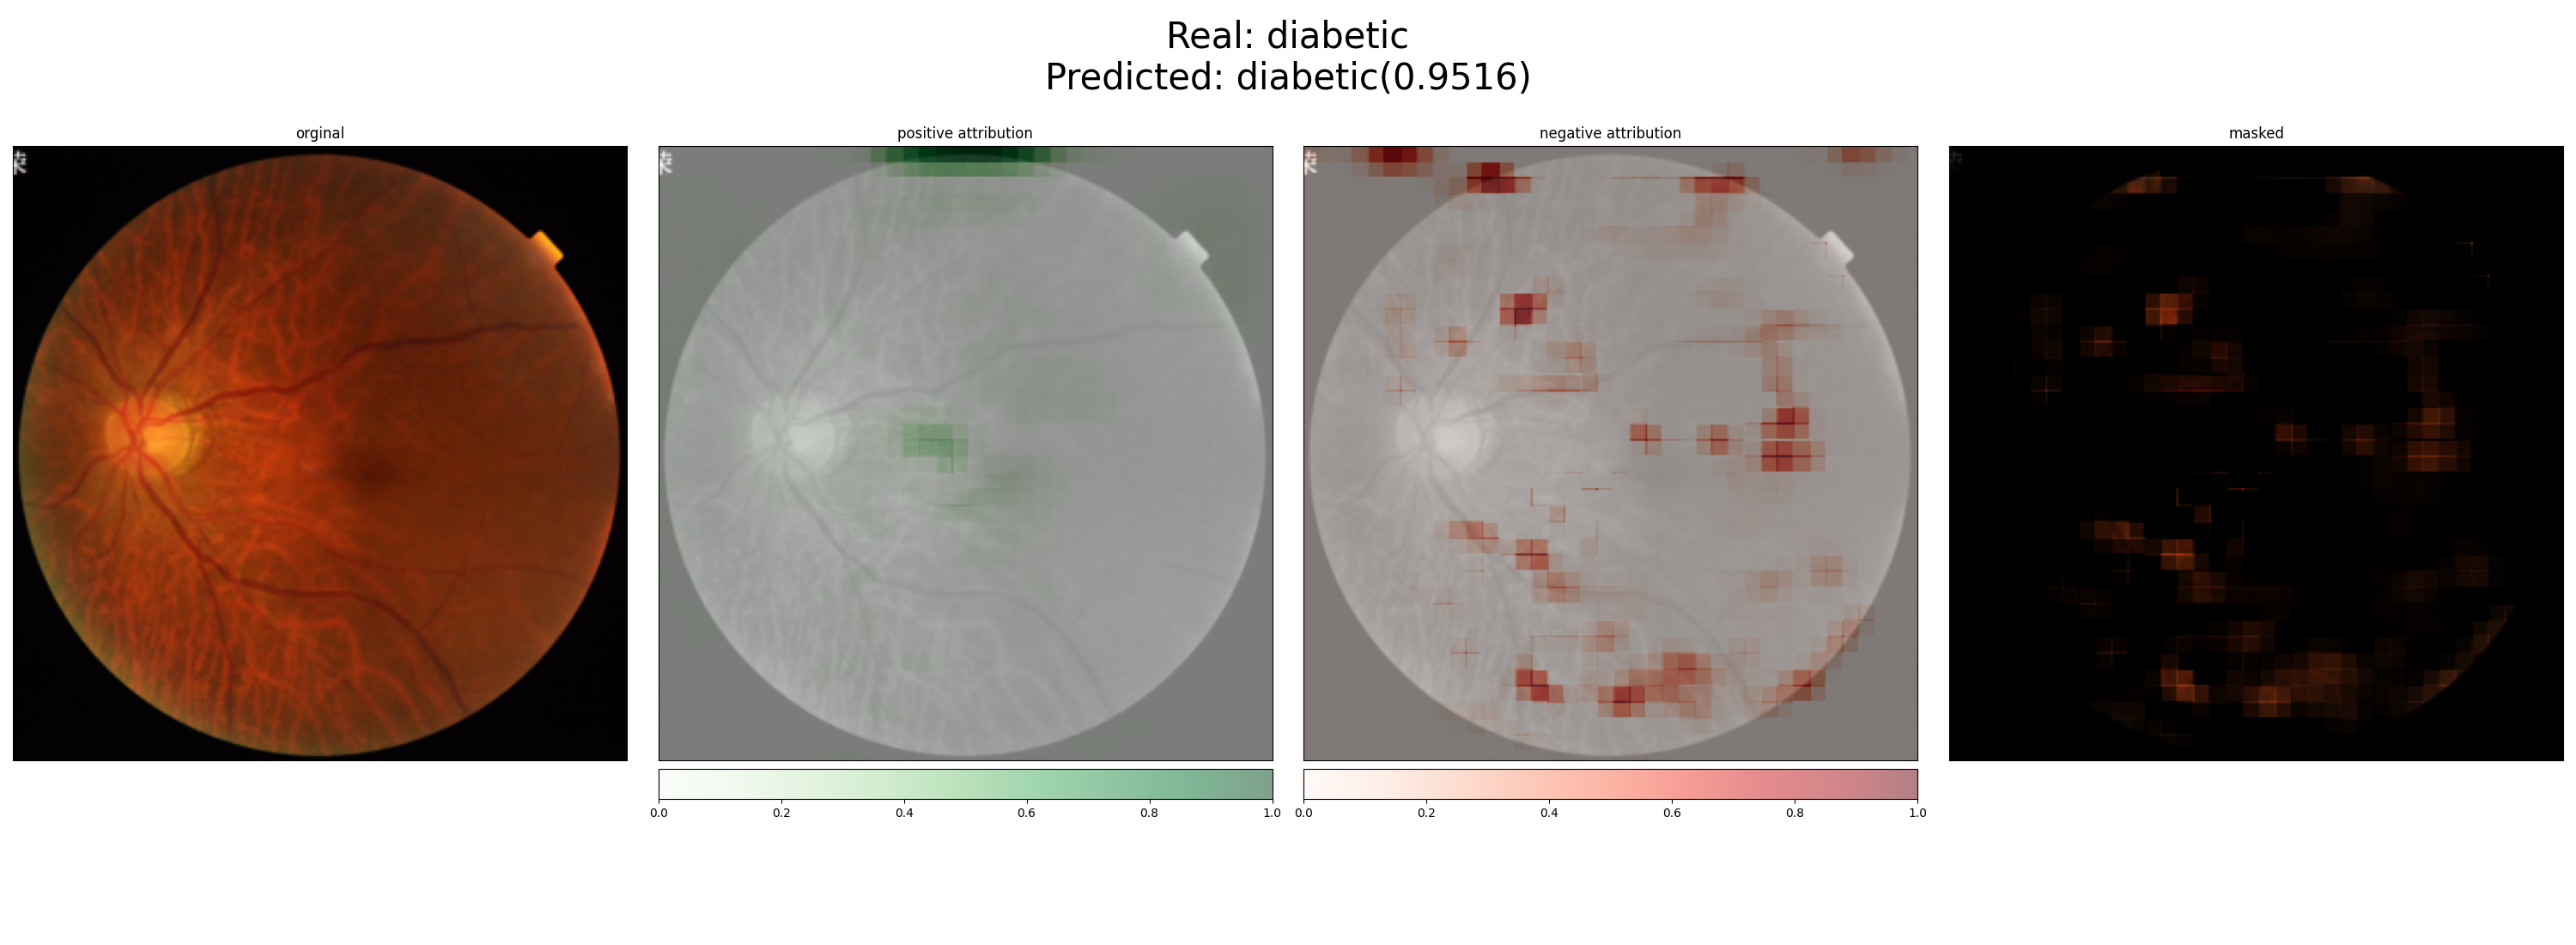 Real: diabetic
Predicted: diabetic(0.9516)
orginal
positive attribution
negative attribution
masked
0.0 0.2 0.4 0.6 0.8 1.0
0.0 0.2 0.4 0.6 0.8 1.0